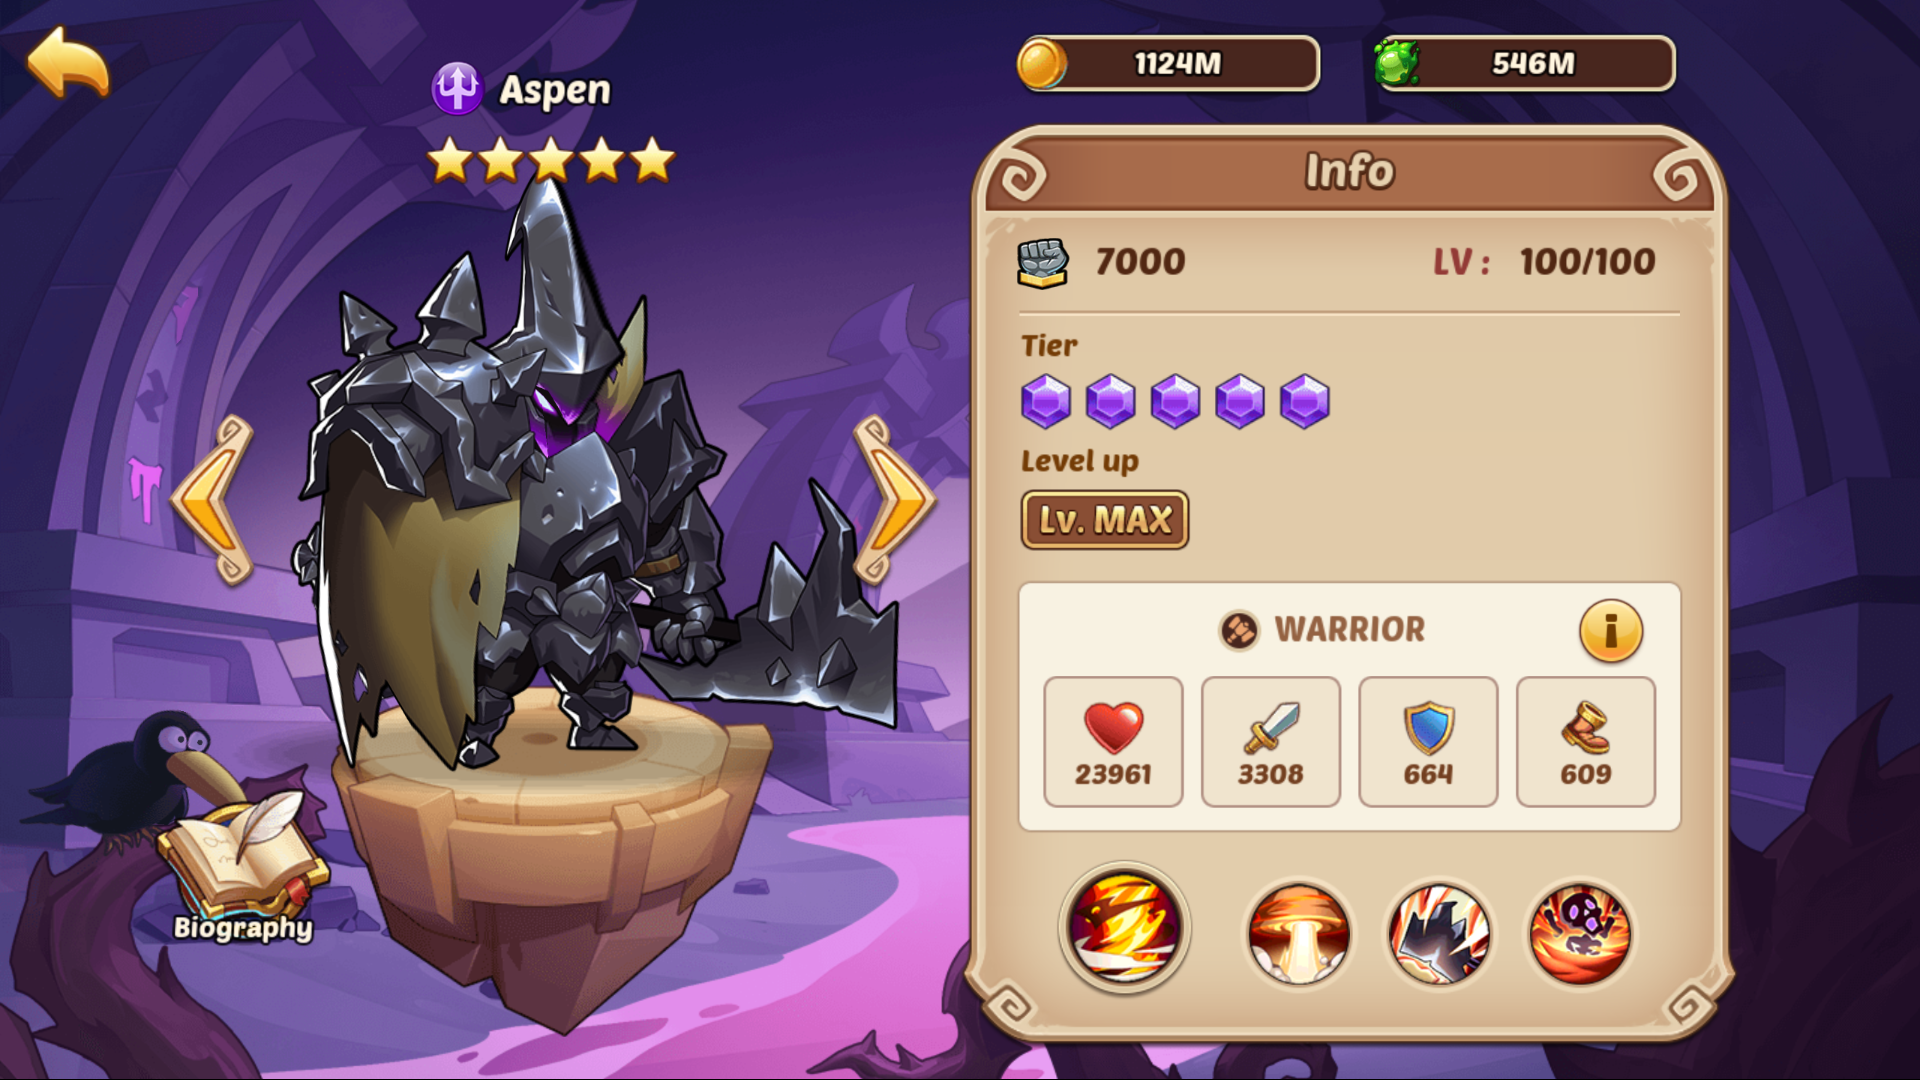 Aspen
1124M
546M
Info
7000
LV : 100/100
Tier
Level up
Lv. MAX
WARRIOR
23961
3308
664
609
Biography